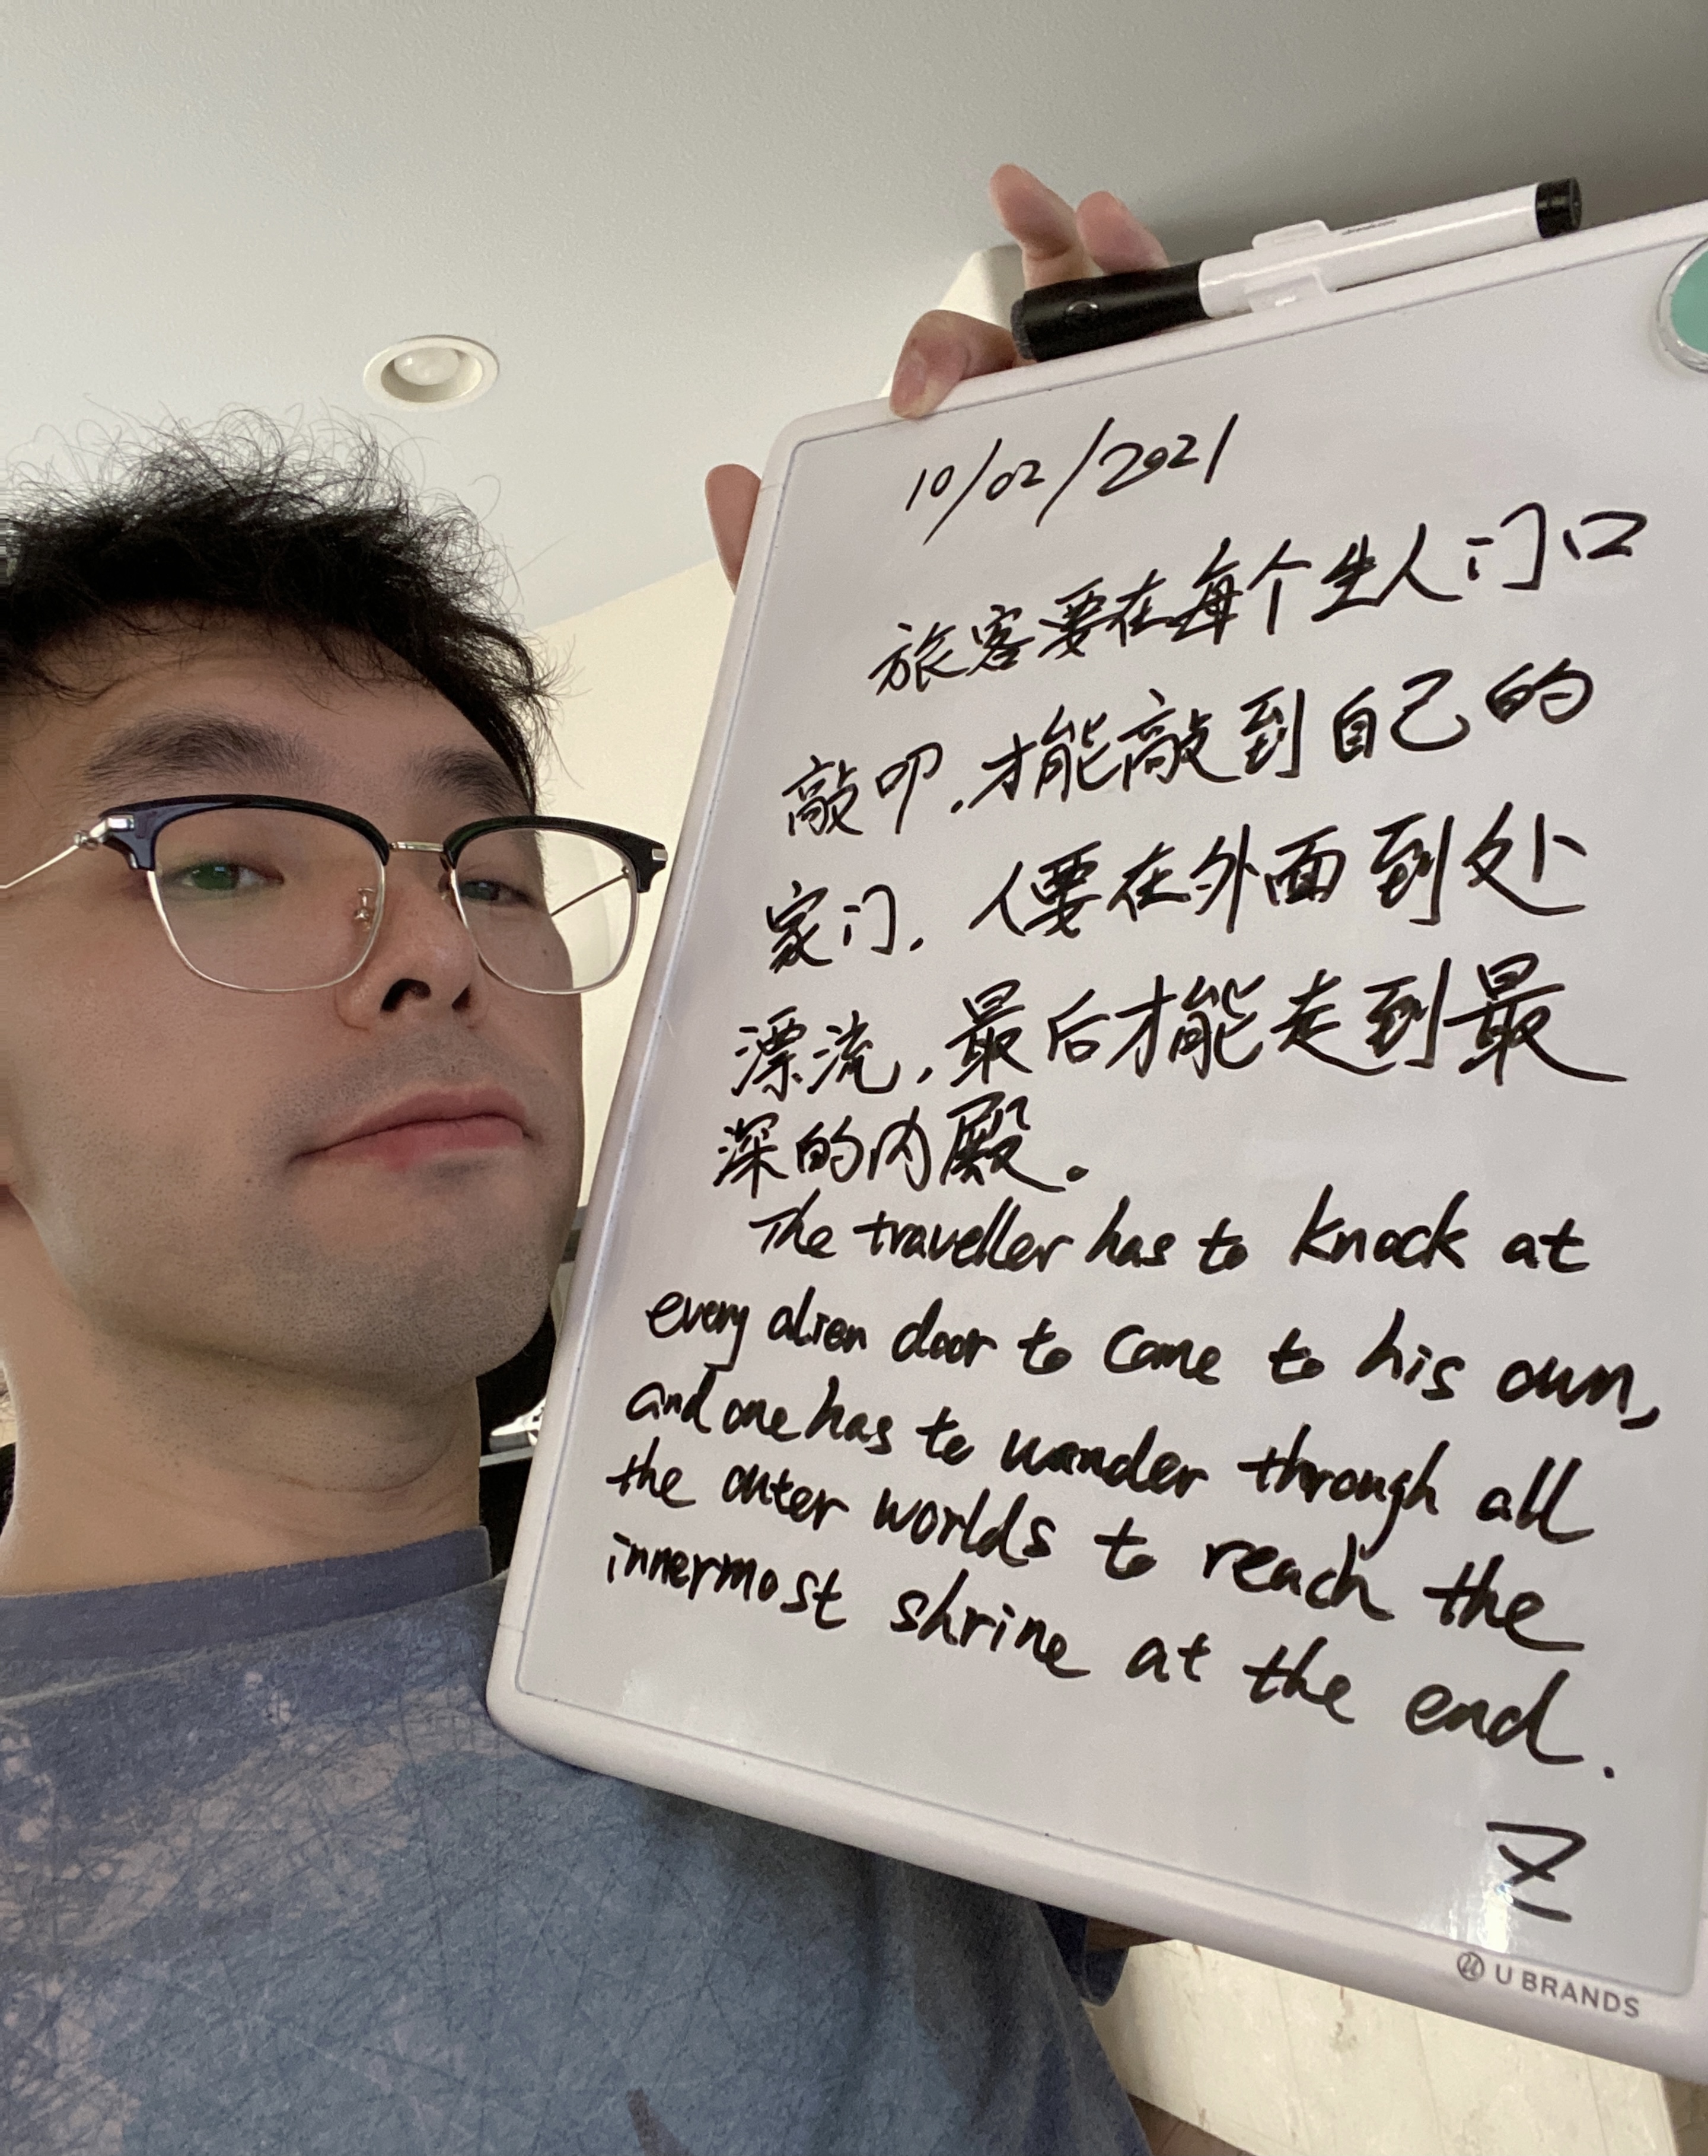 10/02/2021
旅客要在每个生人门口
敲叩,才能敲到自己的
家门,人要在外面到处
漂流,最后才能走到最
深的内殿。
The traveller has to knock at
every alien door to come to his own,
and one has to wander through all
the outer worlds to reach the
innermost shrine at the end.
Z
U BRANDS